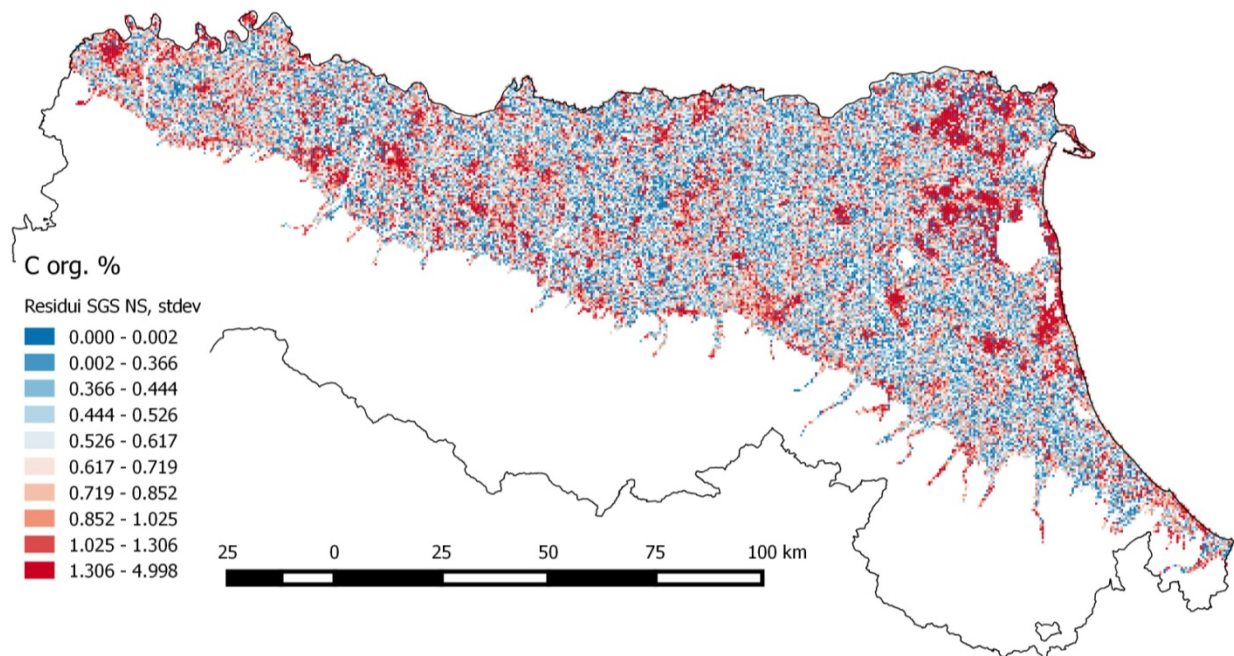 C org. %
Residui SGS NS, stdev
0.000 - 0.002
0.002 - 0.366
0.366 - 0.444
0.444 - 0.526
0.526 - 0.617
0.617 - 0.719
0.719 - 0.852
0.852 - 1.025
1.025 - 1.306
1.306 - 4.998
25 0 25 50 75 100 km